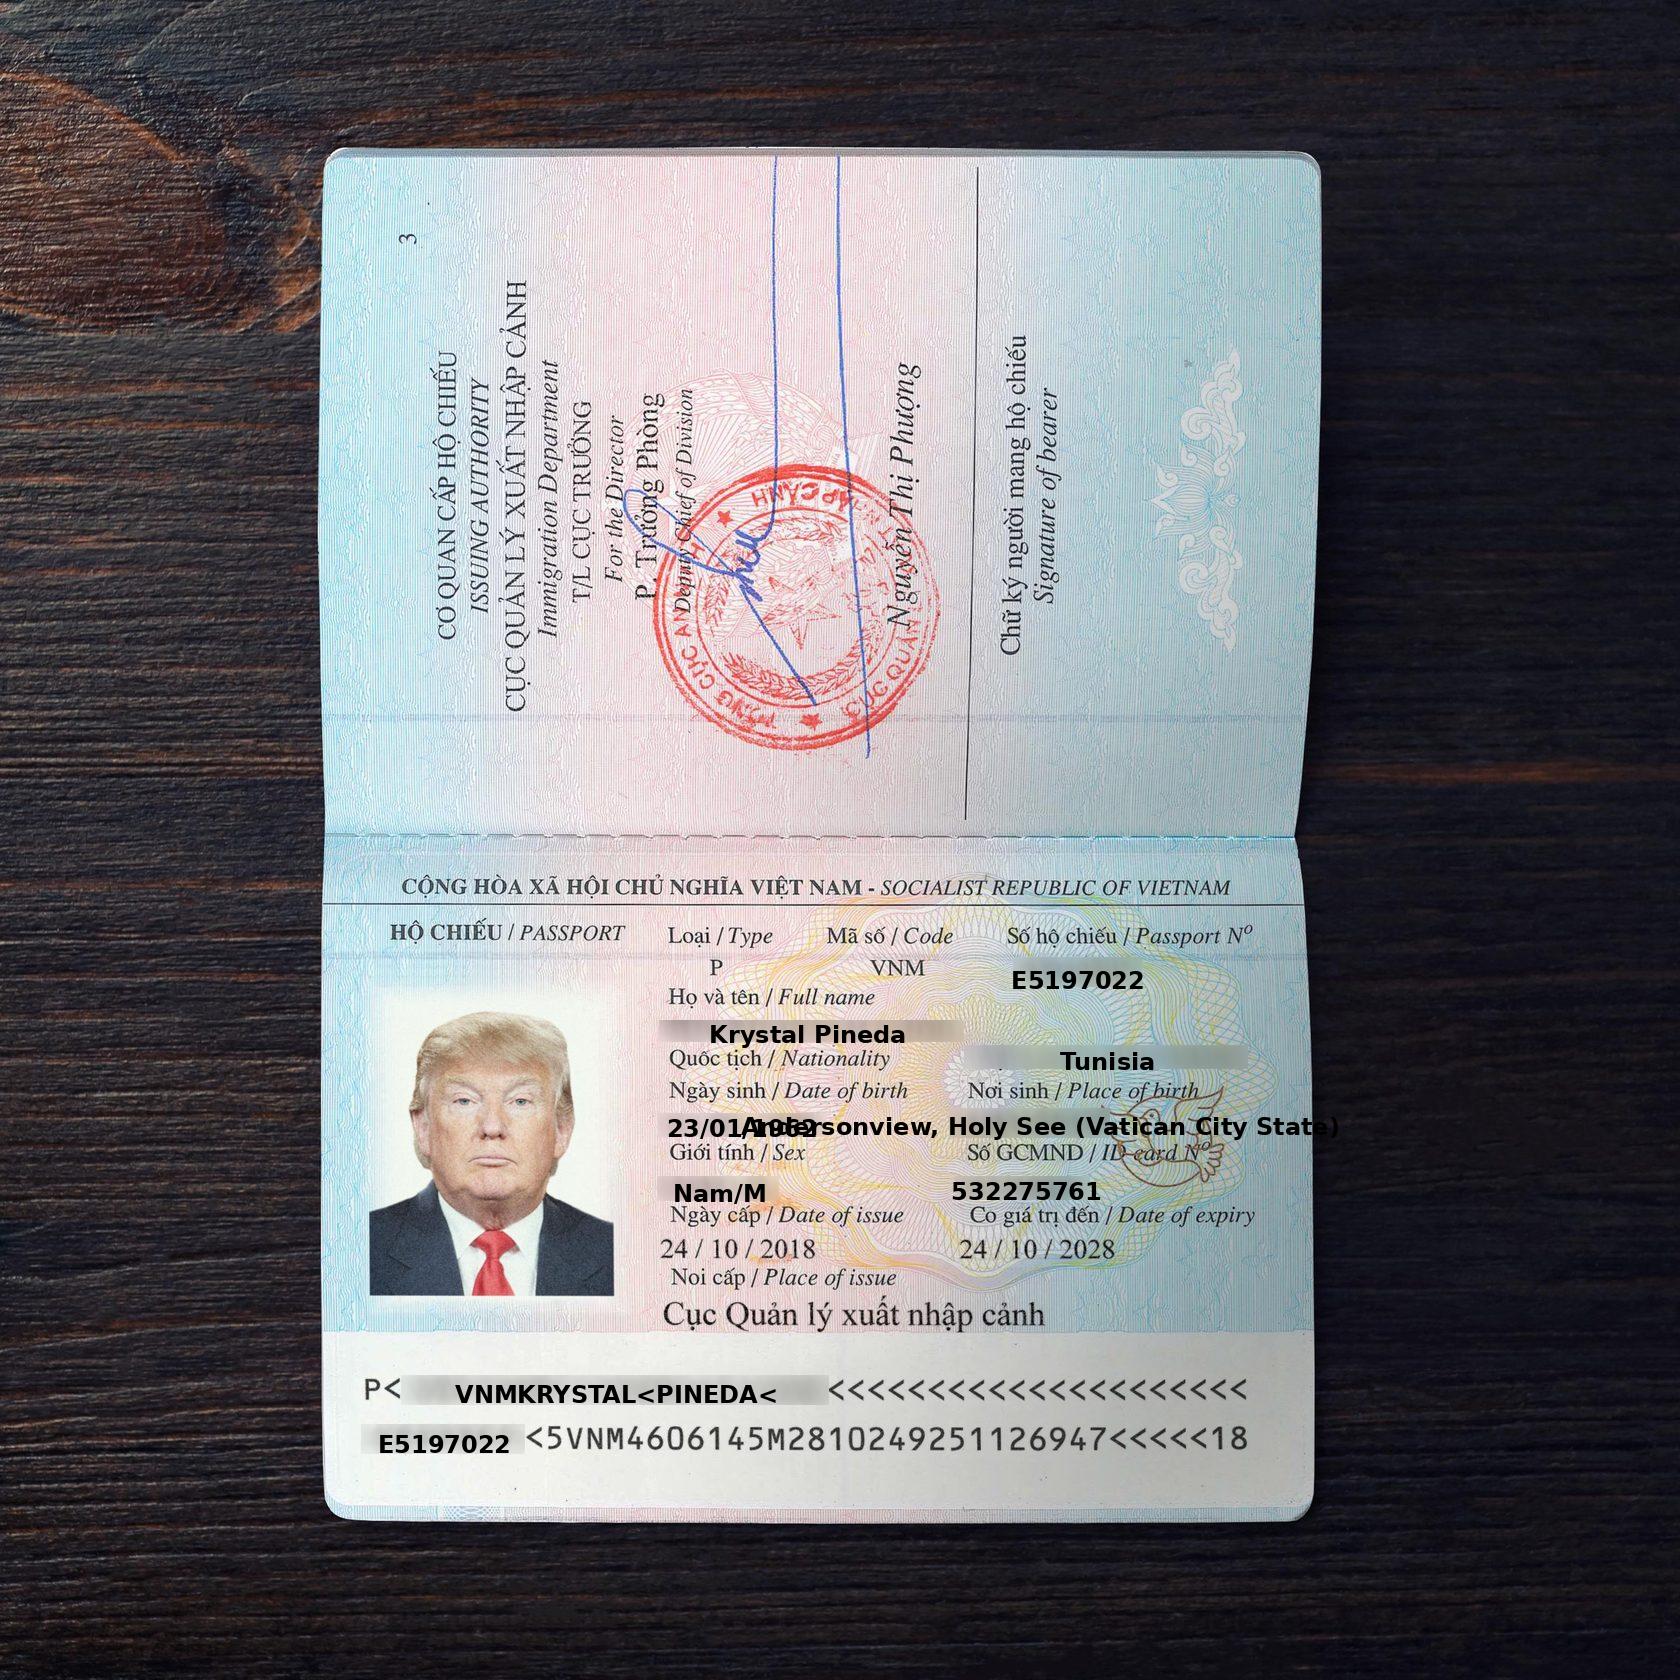 3
CƠ QUAN CẤP HỘ CHIẾU
ISSUING AUTHORITY
CỤC QUẢN LÝ XUẤT NHẬP CẢNH
Immigration Department
T/L CỤC TRƯỞNG
For the Director
P. Trưởng Phòng
Deputy Chief of Division
Nguyễn Thị Phượng
Chữ ký người mang hộ chiếu
Signature of bearer
CỘNG HÒA XÃ HỘI CHỦ NGHĨA VIỆT NAM - SOCIALIST REPUBLIC OF VIETNAM
HỘ CHIẾU / PASSPORT
Loại / Type Mã số / Code Số hộ chiếu / Passport Nº
P VNM E5197022
Họ và tên / Full name
Krystal Pineda
Quốc tịch / Nationality Tunisia
Ngày sinh / Date of birth Nơi sinh / Place of birth
23/01/1962 Andersonview, Holy See (Vatican City State)
Giới tính / Sex Số GCMND / ID card Nº
Nam/M 532275761
Ngày cấp / Date of issue Có giá trị đến / Date of expiry
24 / 10 / 2018 24 / 10 / 2028
Noi cấp / Place of issue
Cục Quản lý xuất nhập cảnh
P< VNMKRYSTAL<PINEDA< <<<<<<<<<<<<<<<<<<<<<<
E5197022 <5VNM4606145M2810249251126947<<<<<18